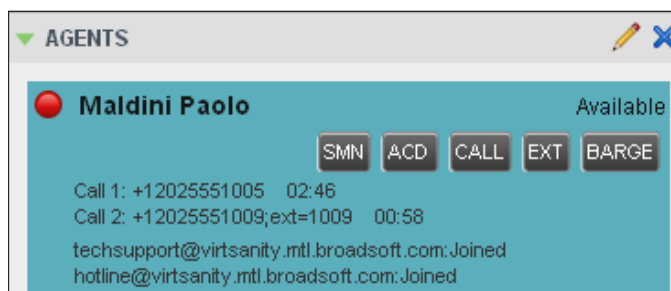 AGENTS
Maldini Paolo Available
SMN ACD CALL EXT BARGE
Call 1: +12025551005 02:46
Call 2: +12025551009;ext=1009 00:58
techsupport@virtsanity.mtl.broadsoft.com:Joined
hotline@virtsanity.mtl.broadsoft.com:Joined